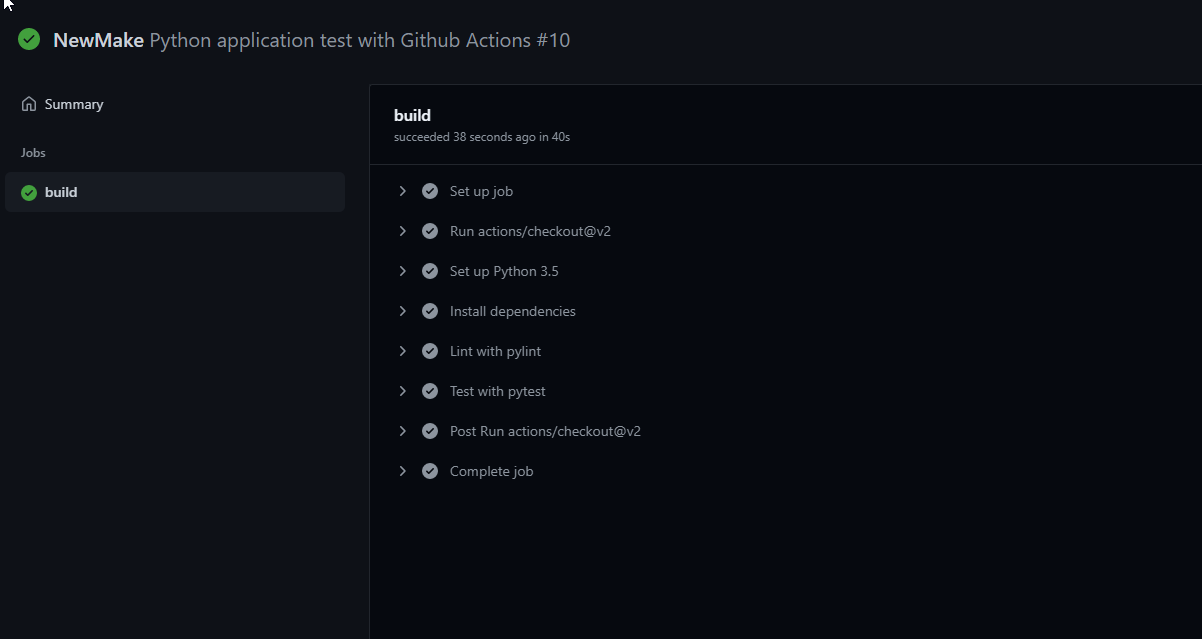 NewMake Python application test with Github Actions #10
Summary
Jobs
build
build
succeeded 38 seconds ago in 40s
Set up job
Run actions/checkout@v2
Set up Python 3.5
Install dependencies
Lint with pylint
Test with pytest
Post Run actions/checkout@v2
Complete job